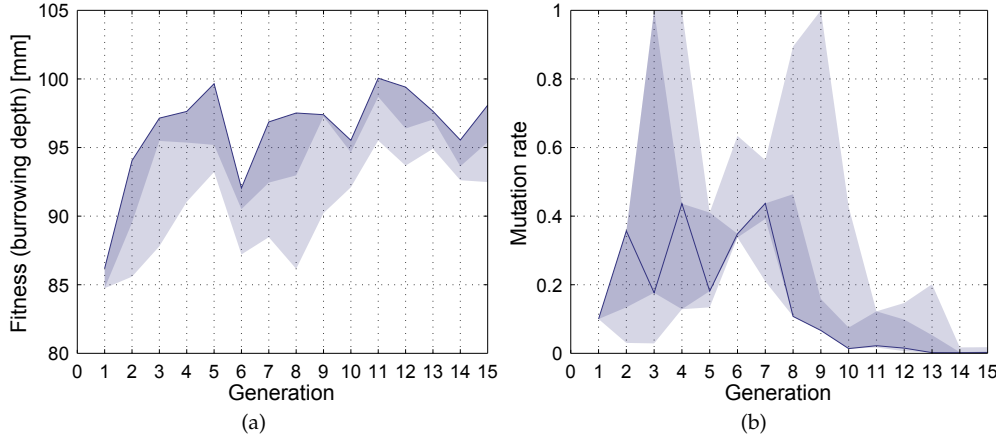 105
100
95
90
85
80
Fitness (burrowing depth) [mm]
0 1 2 3 4 5 6 7 8 9 10 11 12 13 14 15
Generation
(a)
1
0.8
0.6
0.4
0.2
0
Mutation rate
0 1 2 3 4 5 6 7 8 9 10 11 12 13 14 15
Generation
(b)